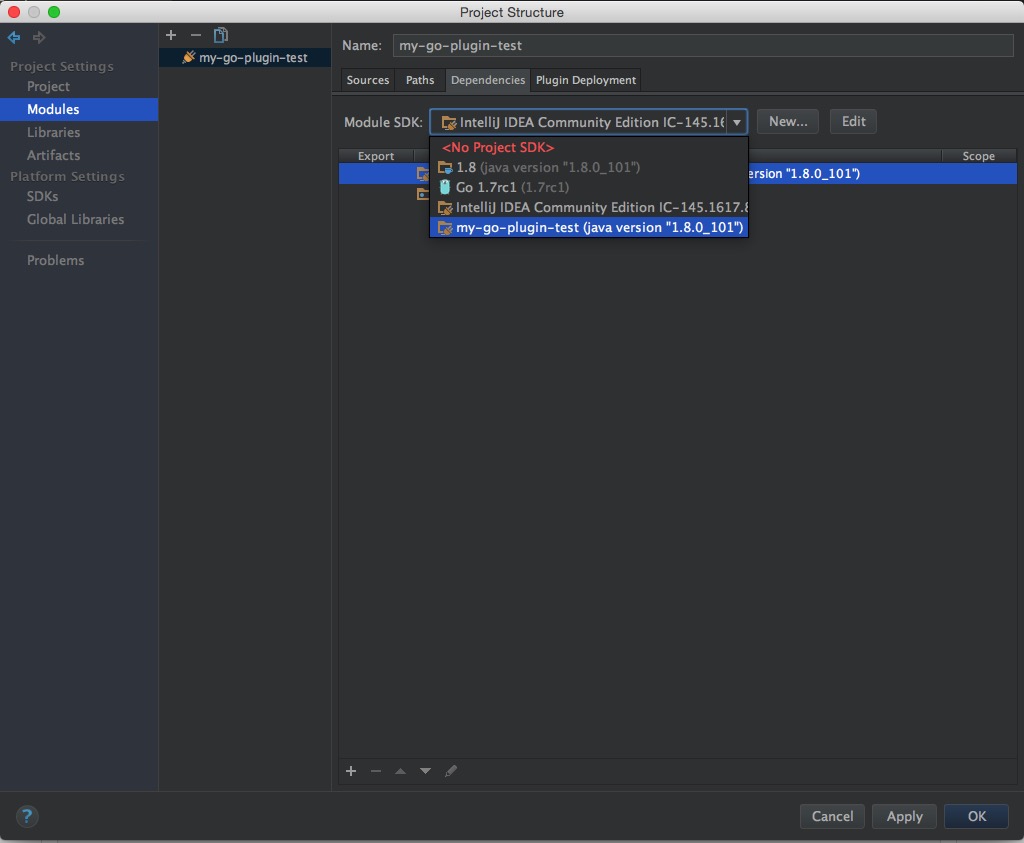 Project Structure
Project Settings
Project
Modules
Libraries
Artifacts
Platform Settings
SDKs
Global Libraries
Problems
my-go-plugin-test
Name: my-go-plugin-test
Sources Paths Dependencies Plugin Deployment
Module SDK: IntelliJ IDEA Community Edition IC-145.16 New... Edit
Export Scope
<No Project SDK>
1.8 (java version "1.8.0_101")
ersion "1.8.0_101")
Go 1.7rc1 (1.7rc1)
IntelliJ IDEA Community Edition IC-145.1617.8
my-go-plugin-test (java version "1.8.0_101")
? Cancel Apply OK